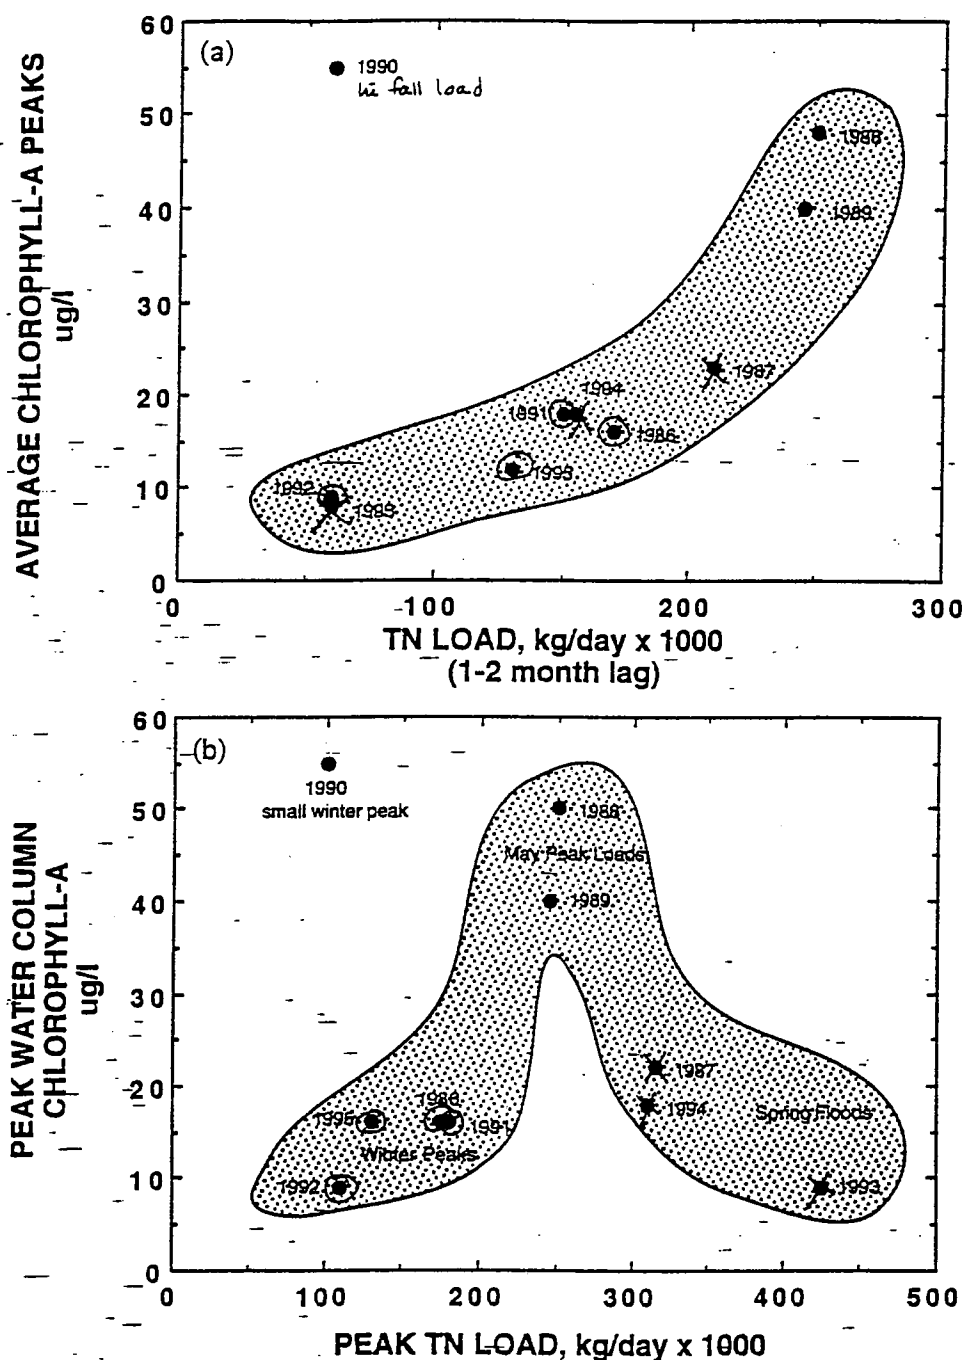 (a)
60
50
40
30
20
10
0
AVERAGE CHLOROPHYLL-A PEAKS
ug/l
1990
hi fall load
1988
1989
1987
1994
1991
1986
1992
0
100
200
300
TN LOAD, kg/day x 1000
(1-2 month lag)
(b)
60
50
40
30
20
10
0
PEAK WATER COLUMN
CHLOROPHYLL-A
ug/l
1990
small winter peak
1988
May Peak Loads
1989
1987
1994
Spring Floods
1986
1991
Winter Peaks
1992
1993
0
100
200
300
400
500
PEAK TN LOAD, kg/day x 1000